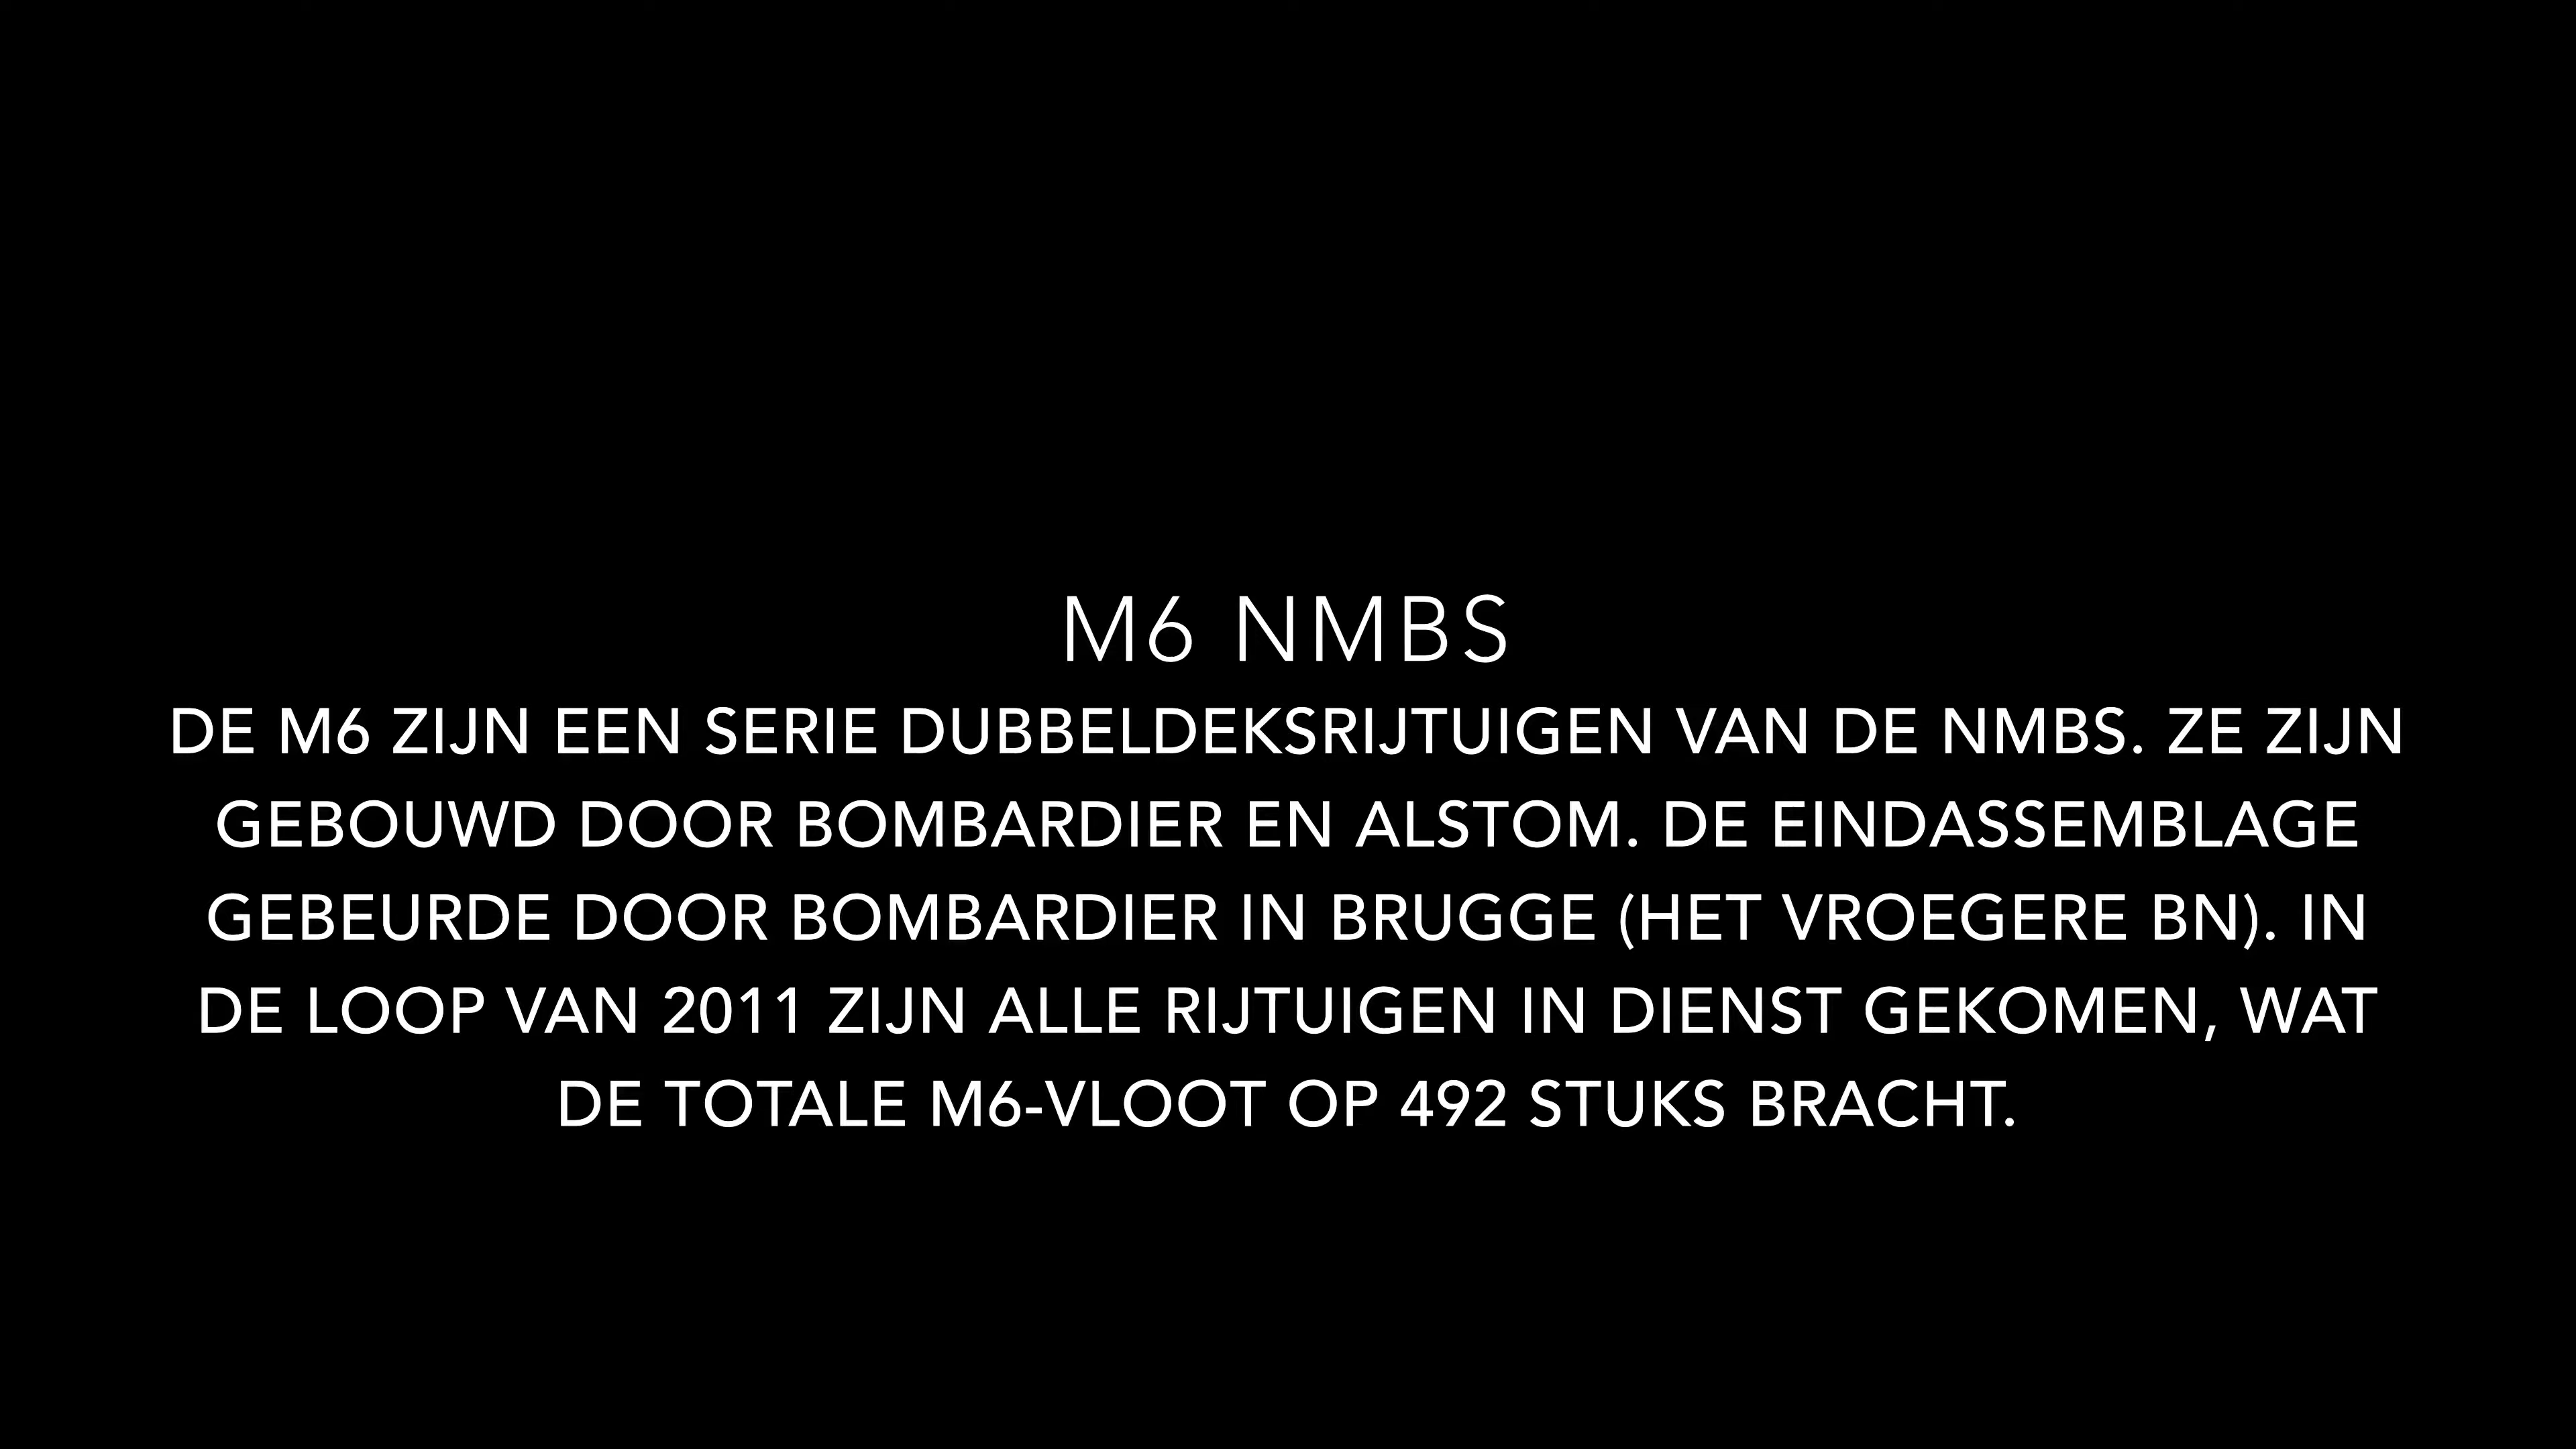 M6 NMBS
DE M6 ZIJN EEN SERIE DUBBELDEKSRIJTUIGEN VAN DE NMBS. ZE ZIJN
GEBOUWD DOOR BOMBARDIER EN ALSTOM. DE EINDASSEMBLAGE
GEBEURDE DOOR BOMBARDIER IN BRUGGE (HET VROEGERE BN). IN
DE LOOP VAN 2011 ZIJN ALLE RIJTUIGEN IN DIENST GEKOMEN, WAT
DE TOTALE M6-VLOOT OP 492 STUKS BRACHT.